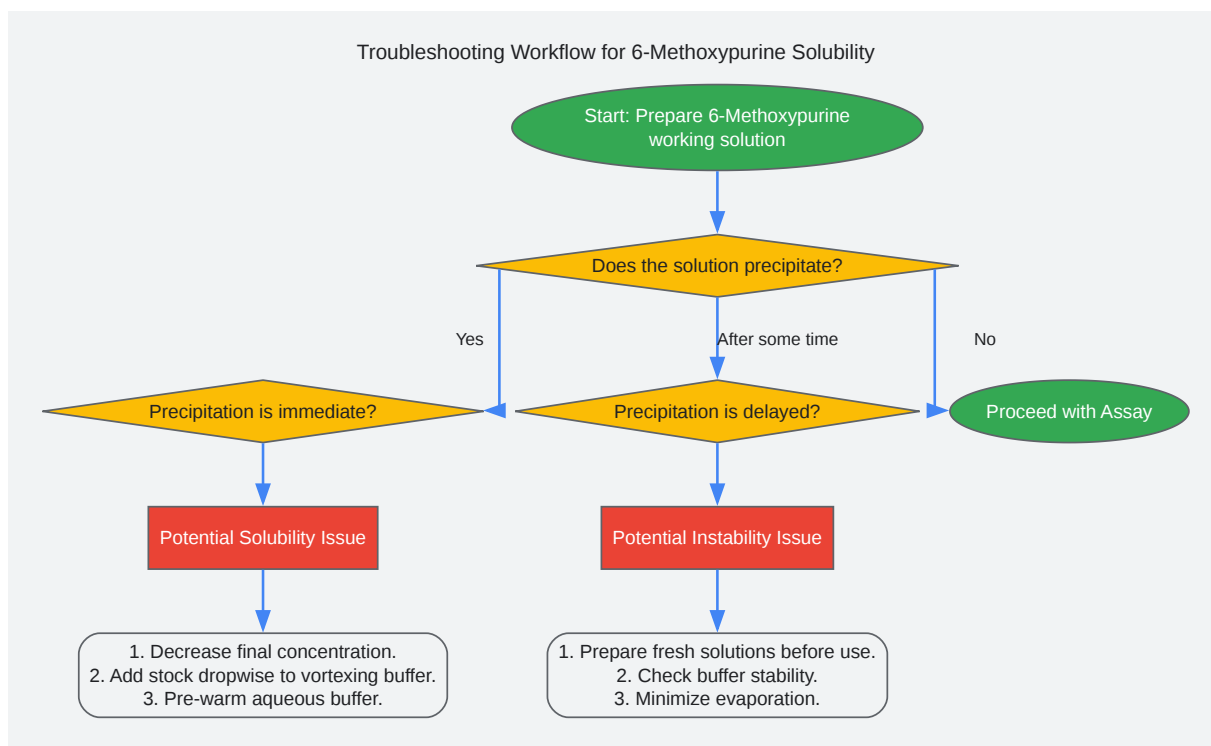 Troubleshooting Workflow for 6-Methoxypurine Solubility
Start: Prepare 6-Methoxypurine
working solution
Does the solution precipitate?
Yes
After some time
No
Precipitation is immediate?
Precipitation is delayed?
Proceed with Assay
Potential Solubility Issue
Potential Instability Issue
1. Decrease final concentration.
2. Add stock dropwise to vortexing buffer.
3. Pre-warm aqueous buffer.
1. Prepare fresh solutions before use.
2. Check buffer stability.
3. Minimize evaporation.